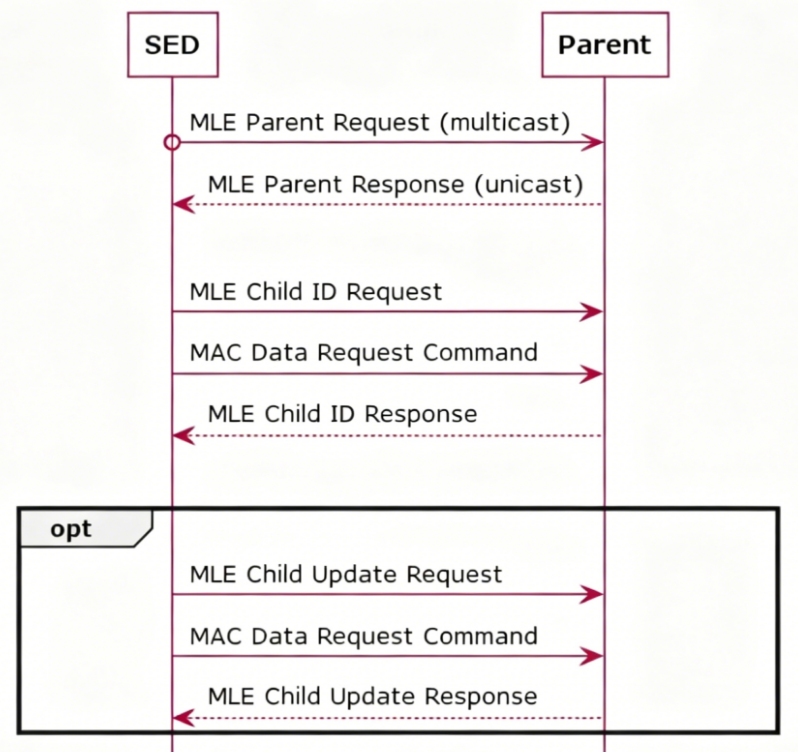 SED
Parent
MLE Parent Request (multicast)
MLE Parent Response (unicast)
MLE Child ID Request
MAC Data Request Command
MLE Child ID Response
opt
MLE Child Update Request
MAC Data Request Command
MLE Child Update Response